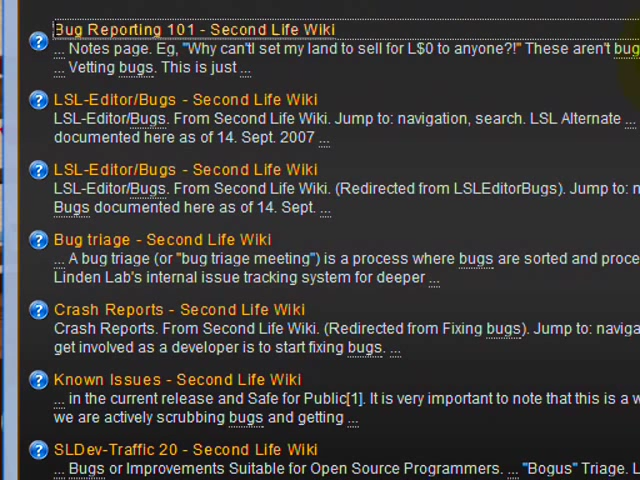 Bug Reporting 101 - Second Life Wiki
... Notes page. Eg, "Why can'tI set my land to sell for L$0 to anyone?!" These aren't bug
... Vetting bugs. This is just ...
LSL-Editor/Bugs - Second Life Wiki
LSL-Editor/Bugs. From Second Life Wiki. Jump to: navigation, search. LSL Alternate ...
documented here as of 14. Sept. 2007 ...
LSL-Editor/Bugs - Second Life Wiki
LSL-Editor/Bugs. From Second Life Wiki. (Redirected from LSLEditorBugs). Jump to: n
Bugs documented here as of 14. Sept. ...
Bug triage - Second Life Wiki
... A bug triage (or "bug triage meeting") is a process where bugs are sorted and proce
Linden Lab's internal issue tracking system for deeper ...
Crash Reports - Second Life Wiki
Crash Reports. From Second Life Wiki. (Redirected from Fixing bugs). Jump to: naviga
get involved as a developer is to start fixing bugs. ...
Known Issues - Second Life Wiki
... in the current release and Safe for Public[1]. It is very important to note that this is a w
we are actively scrubbing bugs and getting ...
SLDev-Traffic 20 - Second Life Wiki
... Bugs or Improvements Suitable for Open Source Programmers. ... "Bogus" Triage. L